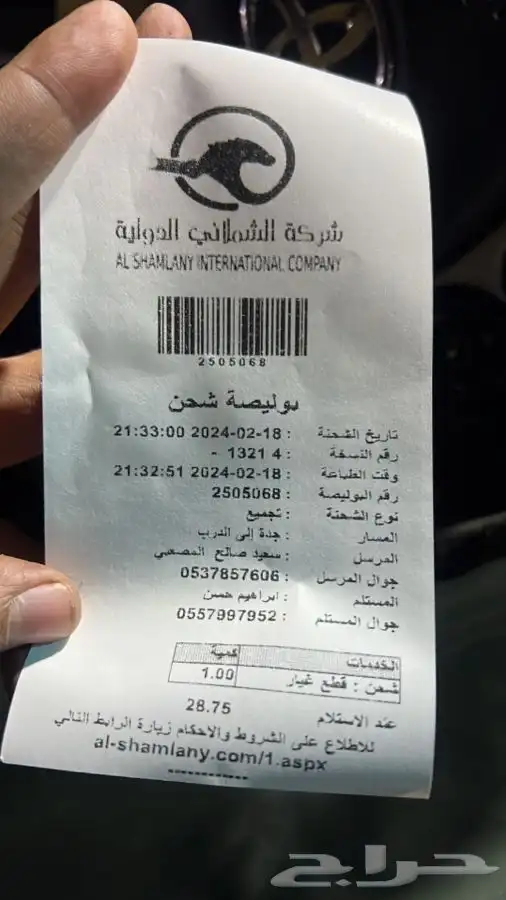 شركة الشملاني الدولية
AL SHAMLANY INTERNATIONAL COMPANY
2505068
بوليصة شحن
تاريخ الشحنة : 2024-02-18 21:33:00
رقم النسخة : 4 1321 -
وقت الطباعة : 2024-02-18 21:32:51
رقم البوليصة : 2505068
نوع الشحنة : تجميع
المسار : جدة إلى الدرب
المرسل : سعيد صالح المصعبي
جوال المرسل : 0537857606
المستلم : ابراهيم حسن
جوال المستلم : 0557997952
الخدمات كمية
شحن : قطع غيار 1.00
عند الاستلام 28.75
للاطلاع على الشروط والاحكام زيارة الرابط التالي
al-shamlany.com/1.aspx
حراج